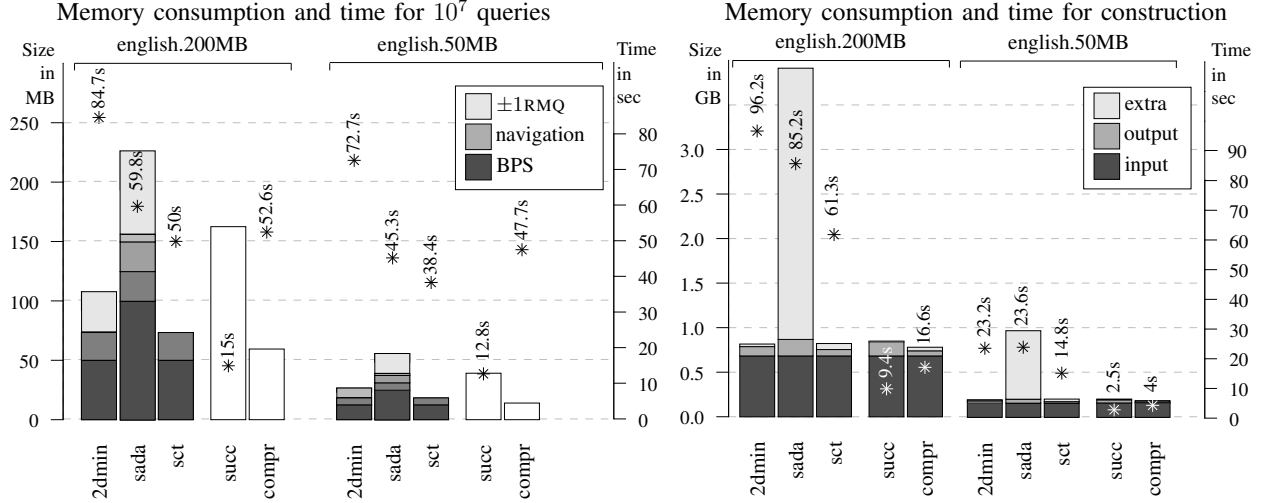 Memory consumption and time for 10⁷ queries
Size
in
MB
english.200MB
english.50MB
Time
in
sec
250
200
150
100
50
0
84.7s
59.8s
50s
15s
52.6s
72.7s
45.3s
38.4s
12.8s
47.7s
±1RMQ
navigation
BPS
80
70
60
50
40
30
20
10
0
2dmin
sada
sct
succ
compr
2dmin
sada
sct
succ
compr
Memory consumption and time for construction
Size
in
GB
english.200MB
english.50MB
Time
in
sec
3.0
2.5
2.0
1.5
1.0
0.5
0.0
96.2s
85.2s
61.3s
9.4s
16.6s
23.2s
23.6s
14.8s
2.5s
4s
extra
output
input
90
80
70
60
50
40
30
20
10
0
2dmin
sada
sct
succ
compr
2dmin
sada
sct
succ
compr